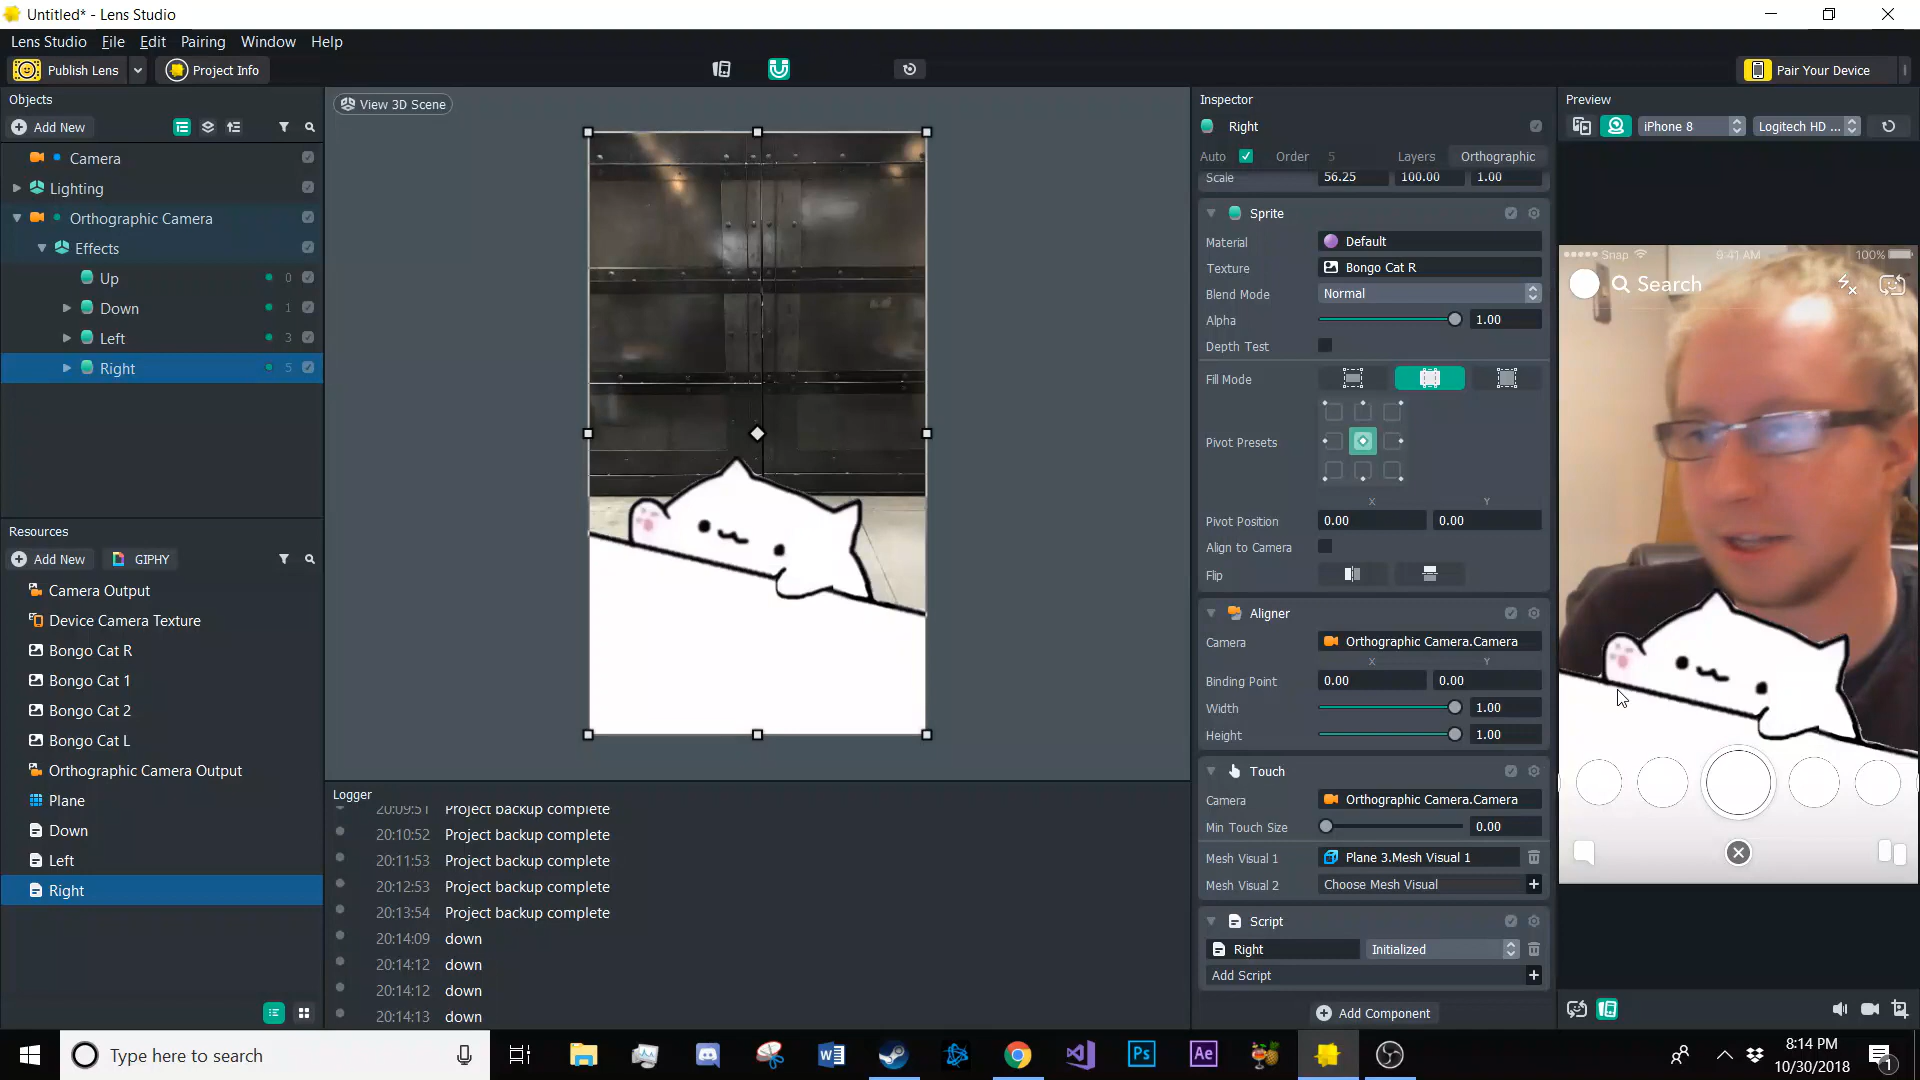 Untitled* - Lens Studio
Lens Studio File Edit Pairing Window Help
Publish Lens Project Info Pair Your Device
Objects
Add New
Camera
Lighting
Orthographic Camera
Effects
Up 0
Down 1
Left 3
Right 5
Resources
Add New GIPHY
Camera Output
Device Camera Texture
Bongo Cat R
Bongo Cat 1
Bongo Cat 2
Bongo Cat L
Orthographic Camera Output
Plane
Down
Left
Right
View 3D Scene
Logger
20:09:51 Project backup complete
20:10:52 Project backup complete
20:11:53 Project backup complete
20:12:53 Project backup complete
20:13:54 Project backup complete
20:14:09 down
20:14:12 down
20:14:12 down
20:14:13 down
Inspector
Right
Auto Order 5 Layers Orthographic
Scale 56.25 100.00 1.00
Sprite
Material Default
Texture Bongo Cat R
Blend Mode Normal
Alpha 1.00
Depth Test
Fill Mode
Pivot Presets
X Y
Pivot Position 0.00 0.00
Align to Camera
Flip
Aligner
Camera Orthographic Camera.Camera
X Y
Binding Point 0.00 0.00
Width 1.00
Height 1.00
Touch
Camera Orthographic Camera.Camera
Min Touch Size 0.00
Mesh Visual 1 Plane 3.Mesh Visual 1
Mesh Visual 2 Choose Mesh Visual
Script
Right Initialized
Add Script
Add Component
Preview
iPhone 8 Logitech HD ...
Snap 9:41 AM 100%
Search
Type here to search
W
Ps
Ae
8:14 PM
10/30/2018
1